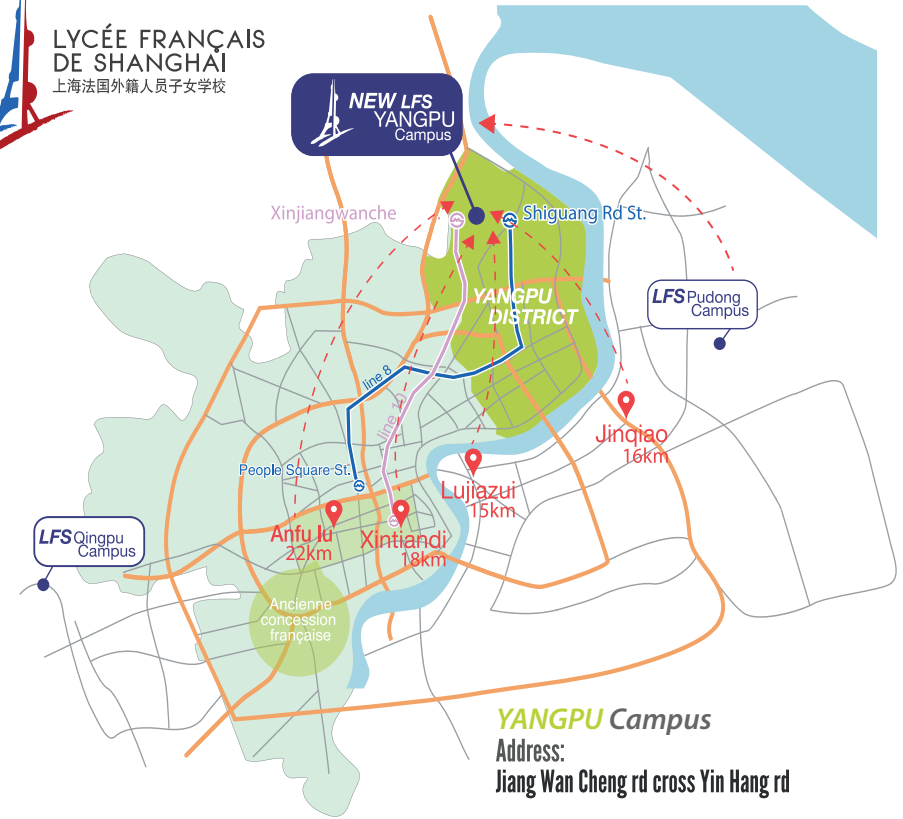 LYCÉE FRANÇAIS
DE SHANGHAI
上海法国外籍人员子女学校
NEW LFS
YANGPU
Campus
Xinjiangwanche
Shiguang Rd St.
LFS Pudong
Campus
YANGPU
DISTRICT
line 8
line 10
Jinqiao
16km
People Square St.
Lujiazui
15km
Anfu lu
22km
Xintiandi
18km
LFS Qingpu
Campus
Ancienne
concession
française
YANGPU Campus
Address:
Jiang Wan Cheng rd cross Yin Hang rd